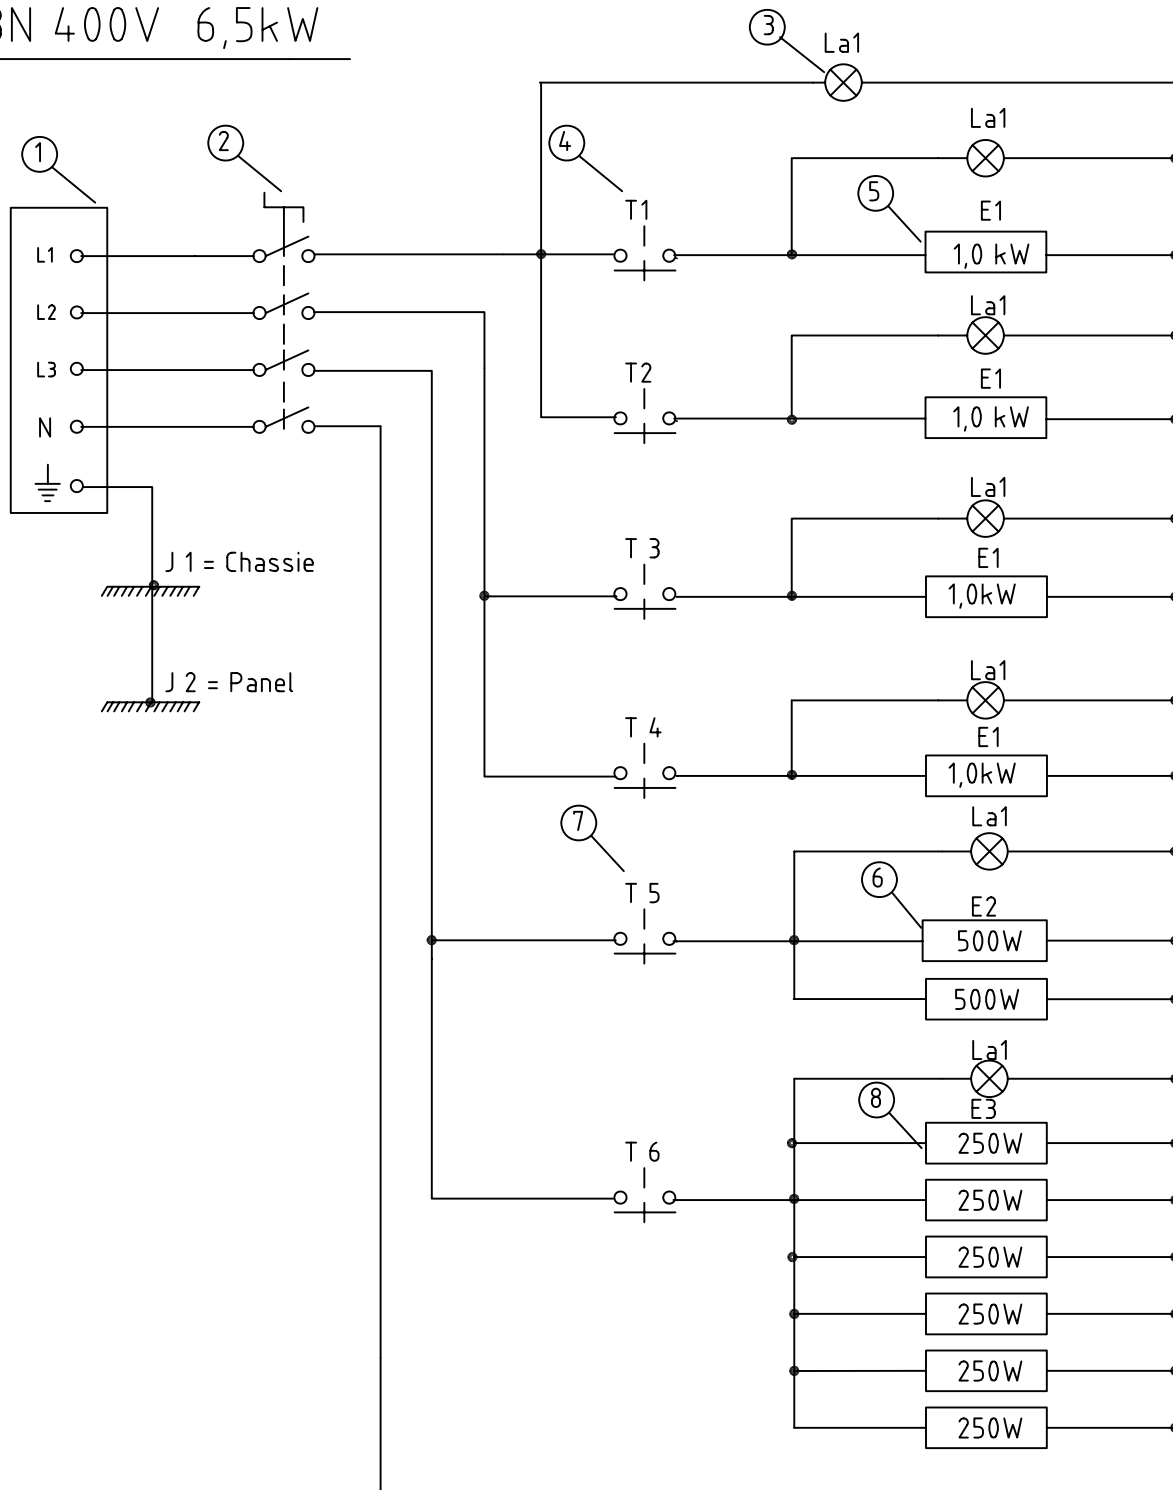 3N 400V 6,5kW
3
La1
1
2
4
La1
5
T1
E1
L1
1,0 kW
L2
La1
L3
T2
E1
1,0 kW
N
La1
T 3
E1
J 1 = Chassie
1,0kW
La1
J 2 = Panel
T 4
E1
1,0kW
7
La1
6
T 5
E2
500W
500W
La1
8
E3
250W
T 6
250W
250W
250W
250W
250W